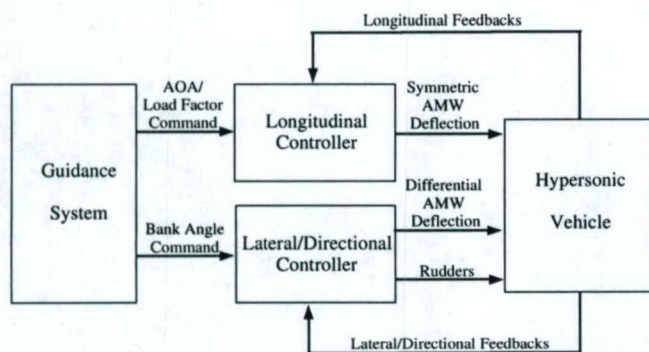 Longitudinal Feedbacks
AOA/
Load Factor
Command
Symmetric
AMW
Deflection
Longitudinal
Controller
Guidance
System
Hypersonic
Vehicle
Differential
AMW
Deflection
Bank Angle
Command
Lateral/Directional
Controller
Rudders
Lateral/Directional Feedbacks